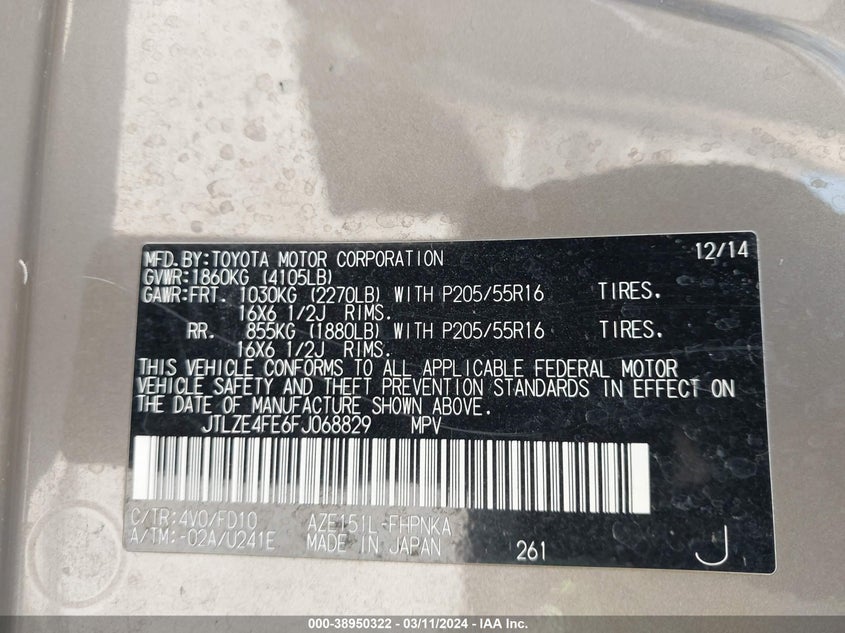 MFD.BY:TOYOTA MOTOR CORPORATION 12/14
GVWR:1860KG (4105LB)
GAWR:FRT. 1030KG (2270LB) WITH P205/55R16 TIRES.
16X6 1/2J RIMS.
RR. 855KG (1880LB) WITH P205/55R16 TIRES.
16X6 1/2J RIMS.
THIS VEHICLE CONFORMS TO ALL APPLICABLE FEDERAL MOTOR
VEHICLE SAFETY AND THEFT PREVENTION STANDARDS IN EFFECT ON
THE DATE OF MANUFACTURE SHOWN ABOVE.
JTLZE4FE6FJ068829 MPV
C/TR:4V0/FD10 AZE151L-FHPNKA
A/TM:-02A/U241E MADE IN JAPAN 261 J
000-38950322 - 03/11/2024 - IAA Inc.